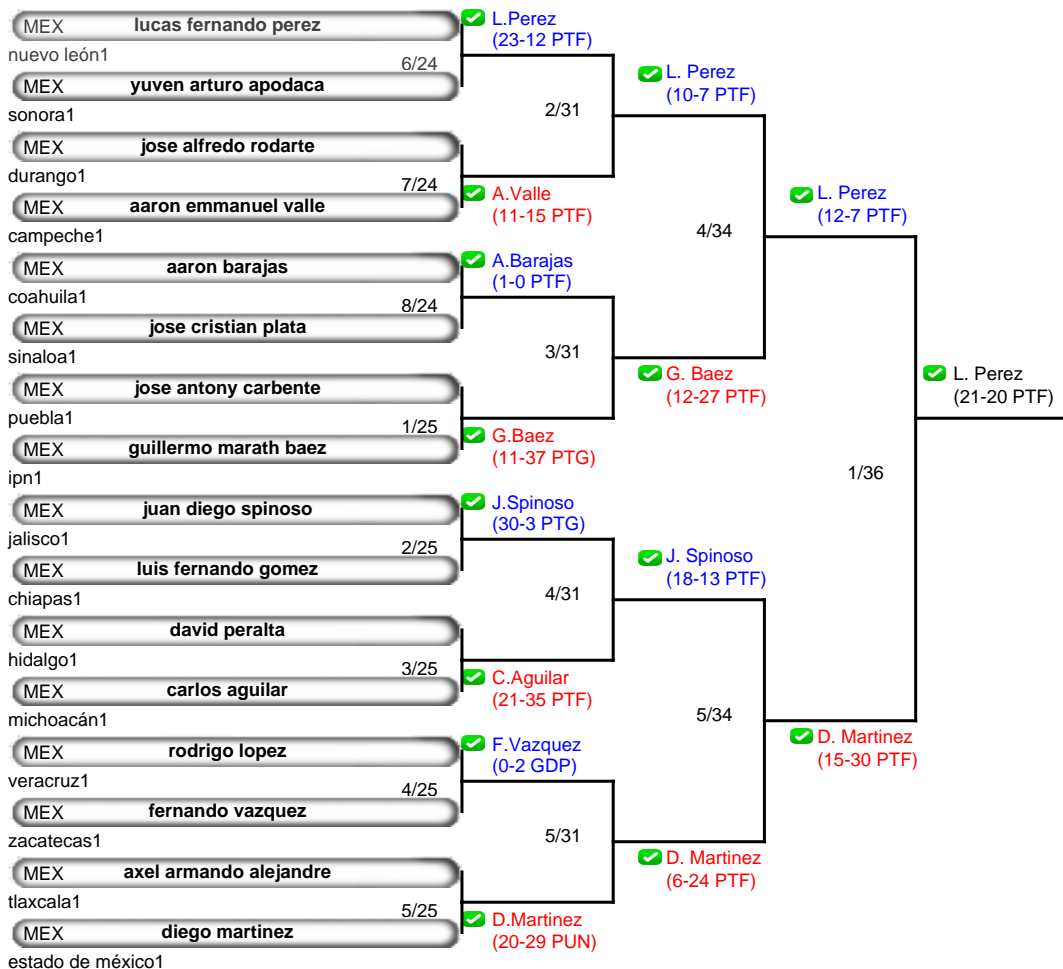 MEX lucas fernando perez
nuevo león1
6/24
MEX yuven arturo apodaca
sonora1
MEX jose alfredo rodarte
durango1
7/24
MEX aaron emmanuel valle
campeche1
MEX aaron barajas
coahuila1
8/24
MEX jose cristian plata
sinaloa1
MEX jose antony carbente
puebla1
1/25
MEX guillermo marath baez
ipn1
MEX juan diego spinoso
jalisco1
2/25
MEX luis fernando gomez
chiapas1
MEX david peralta
hidalgo1
3/25
MEX carlos aguilar
michoacán1
MEX rodrigo lopez
veracruz1
4/25
MEX fernando vazquez
zacatecas1
MEX axel armando alejandre
tlaxcala1
5/25
MEX diego martinez
estado de méxico1
L.Perez
(23-12 PTF)
2/31
A.Valle
(11-15 PTF)
A.Barajas
(1-0 PTF)
3/31
G.Baez
(11-37 PTG)
J.Spinoso
(30-3 PTG)
4/31
C.Aguilar
(21-35 PTF)
F.Vazquez
(0-2 GDP)
5/31
D.Martinez
(20-29 PUN)
L. Perez
(10-7 PTF)
4/34
G. Baez
(12-27 PTF)
J. Spinoso
(18-13 PTF)
5/34
D. Martinez
(6-24 PTF)
L. Perez
(12-7 PTF)
1/36
D. Martinez
(15-30 PTF)
L. Perez
(21-20 PTF)